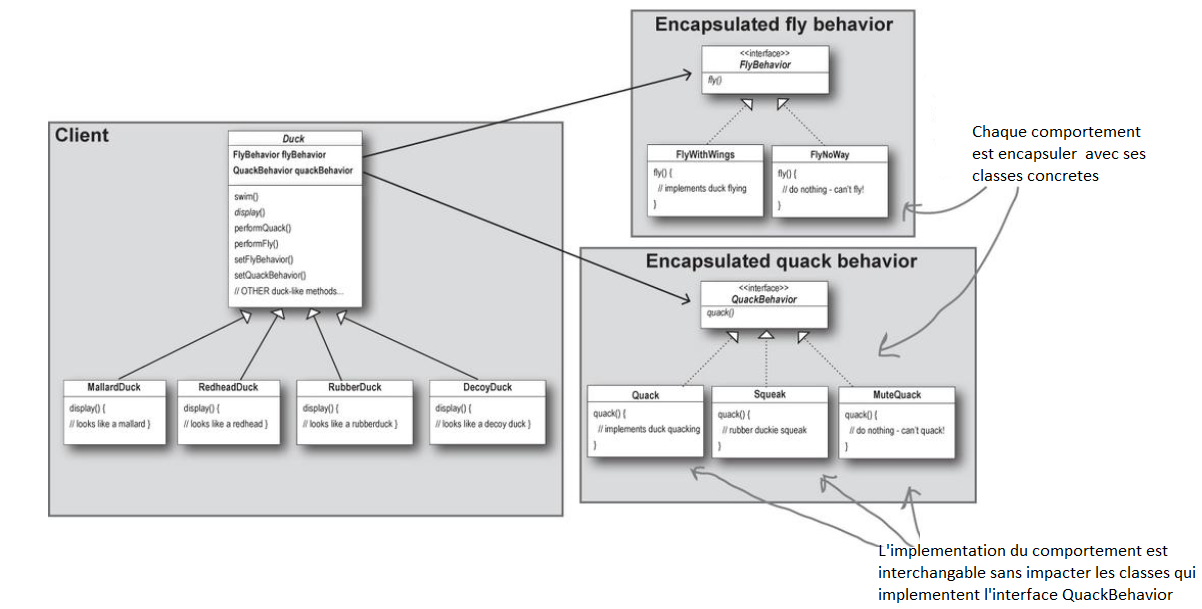 Client
Duck
FlyBehavior flyBehavior
QuackBehavior quackBehavior
swim()
display()
performQuack()
performFly()
setFlyBehavior()
setQuackBehavior()
// OTHER duck-like methods...
MallardDuck
display() {
// looks like a mallard }
RedheadDuck
display() {
// looks like a redhead }
RubberDuck
display() {
// looks like a rubberduck }
DecoyDuck
display() {
// looks like a decoy duck }
Encapsulated fly behavior
<<interface>>
FlyBehavior
fly()
FlyWithWings
fly() {
// implements duck flying
}
FlyNoWay
fly() {
// do nothing - can't fly!
}
Chaque comportement
est encapsuler avec ses
classes concretes
Encapsulated quack behavior
<<interface>>
QuackBehavior
quack()
Quack
quack() {
// implements duck quacking
}
Squeak
quack() {
// rubber duckie squeak
}
MuteQuack
quack() {
// do nothing - can't quack!
}
L'implementation du comportement est
interchangable sans impacter les classes qui
implementent l'interface QuackBehavior